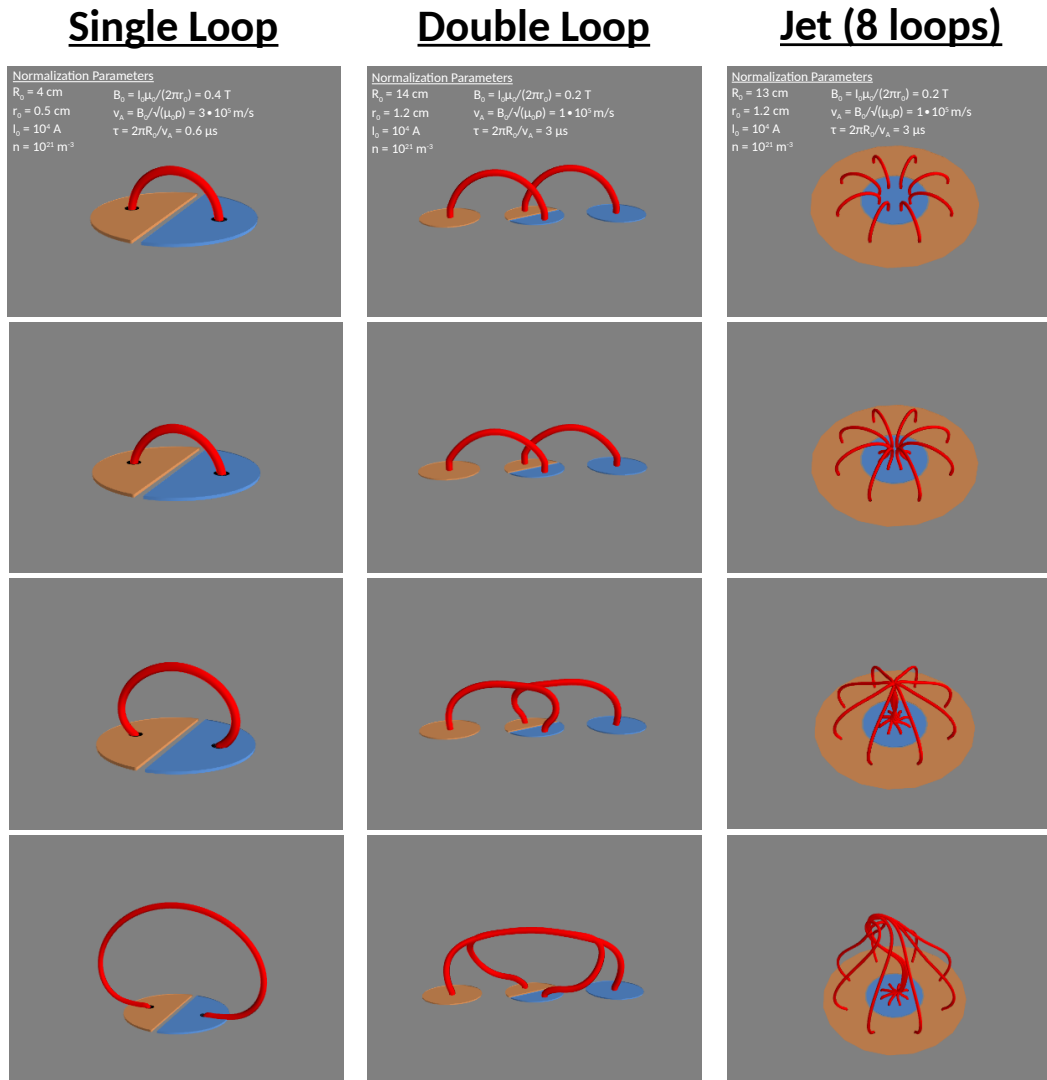 Single Loop
Double Loop
Jet (8 loops)
Normalization Parameters
R₀ = 4 cm
r₀ = 0.5 cm
I₀ = 10⁴ A
n = 10²¹ m⁻³
B₀ = I₀μ₀/(2πr₀) = 0.4 T
vₐ = B₀/√(μ₀ρ) = 3•10⁵ m/s
τ = 2πR₀/vₐ = 0.6 μs
Normalization Parameters
R₀ = 14 cm
r₀ = 1.2 cm
I₀ = 10⁴ A
n = 10²¹ m⁻³
B₀ = I₀μ₀/(2πr₀) = 0.2 T
vₐ = B₀/√(μ₀ρ) = 1•10⁵ m/s
τ = 2πR₀/vₐ = 3 μs
Normalization Parameters
R₀ = 13 cm
r₀ = 1.2 cm
I₀ = 10⁴ A
n = 10²¹ m⁻³
B₀ = I₀μ₀/(2πr₀) = 0.2 T
vₐ = B₀/√(μ₀ρ) = 1•10⁵ m/s
τ = 2πR₀/vₐ = 3 μs